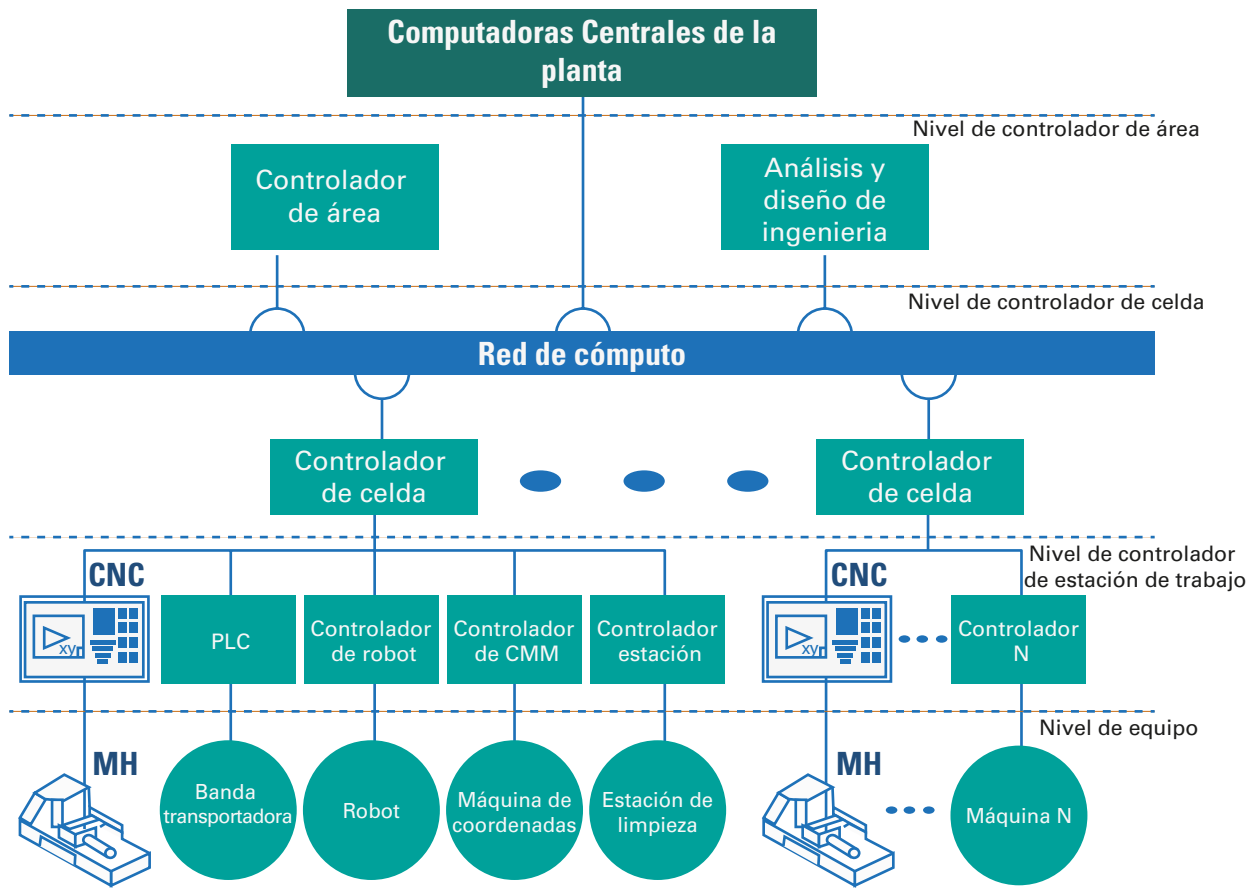 Computadoras Centrales de la
planta
Nivel de controlador de área
Controlador
de área
Análisis y
diseño de
ingenieria
Nivel de controlador de celda
Red de cómputo
Controlador
de celda
Controlador
de celda
Nivel de controlador
de estación de trabajo
CNC
xyr
PLC
Controlador
de robot
Controlador
de CMM
Controlador
estación
CNC
xyr
Controlador
N
Nivel de equipo
MH
Banda
transportadora
Robot
Máquina de
coordenadas
Estación de
limpieza
MH
Máquina N